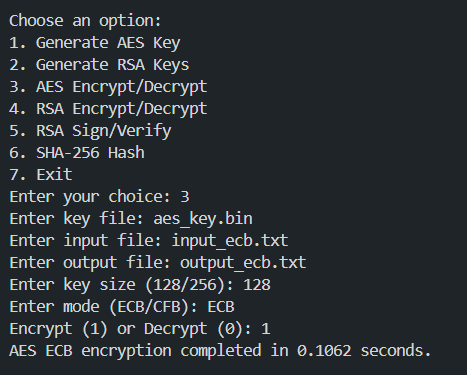 Choose an option:
1. Generate AES Key
2. Generate RSA Keys
3. AES Encrypt/Decrypt
4. RSA Encrypt/Decrypt
5. RSA Sign/Verify
6. SHA-256 Hash
7. Exit
Enter your choice: 3
Enter key file: aes_key.bin
Enter input file: input_ecb.txt
Enter output file: output_ecb.txt
Enter key size (128/256): 128
Enter mode (ECB/CFB): ECB
Encrypt (1) or Decrypt (0): 1
AES ECB encryption completed in 0.1062 seconds.